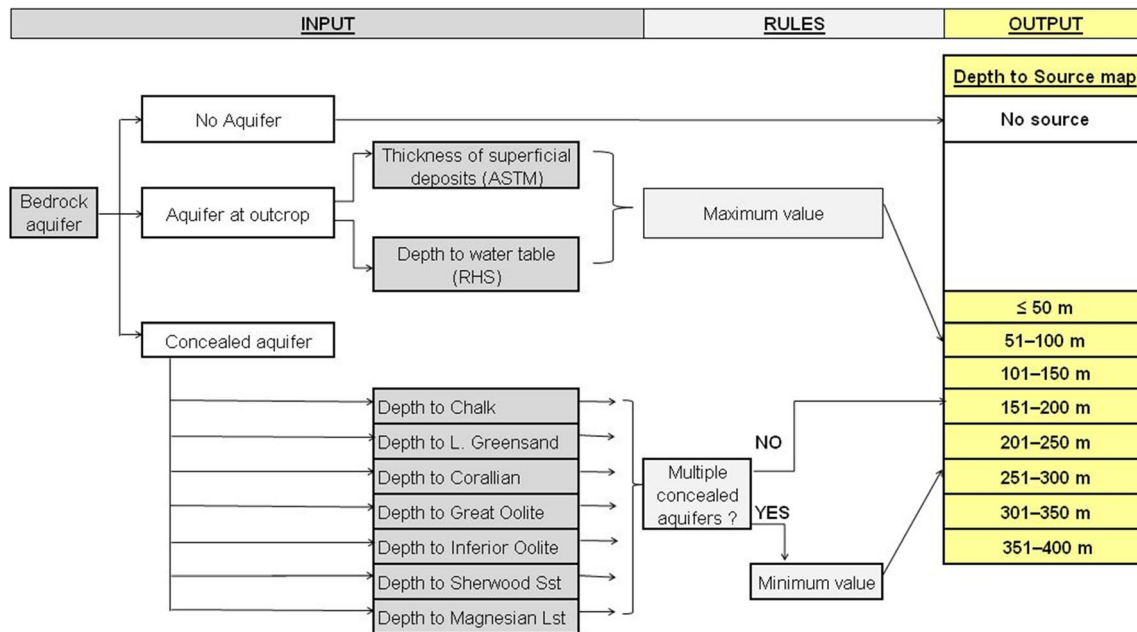 INPUT
RULES
OUTPUT
Depth to Source map
No Aquifer
No source
Thickness of superficial
deposits (ASTM)
Bedrock
aquifer
Aquifer at outcrop
Maximum value
Depth to water table
(RHS)
≤ 50 m
Concealed aquifer
51–100 m
101–150 m
Depth to Chalk
151–200 m
Depth to L. Greensand
NO
201–250 m
Depth to Corallian
Multiple
concealed
aquifers ?
251–300 m
Depth to Great Oolite
YES
301–350 m
Depth to Inferior Oolite
351–400 m
Depth to Sherwood Sst
Minimum value
Depth to Magnesian Lst